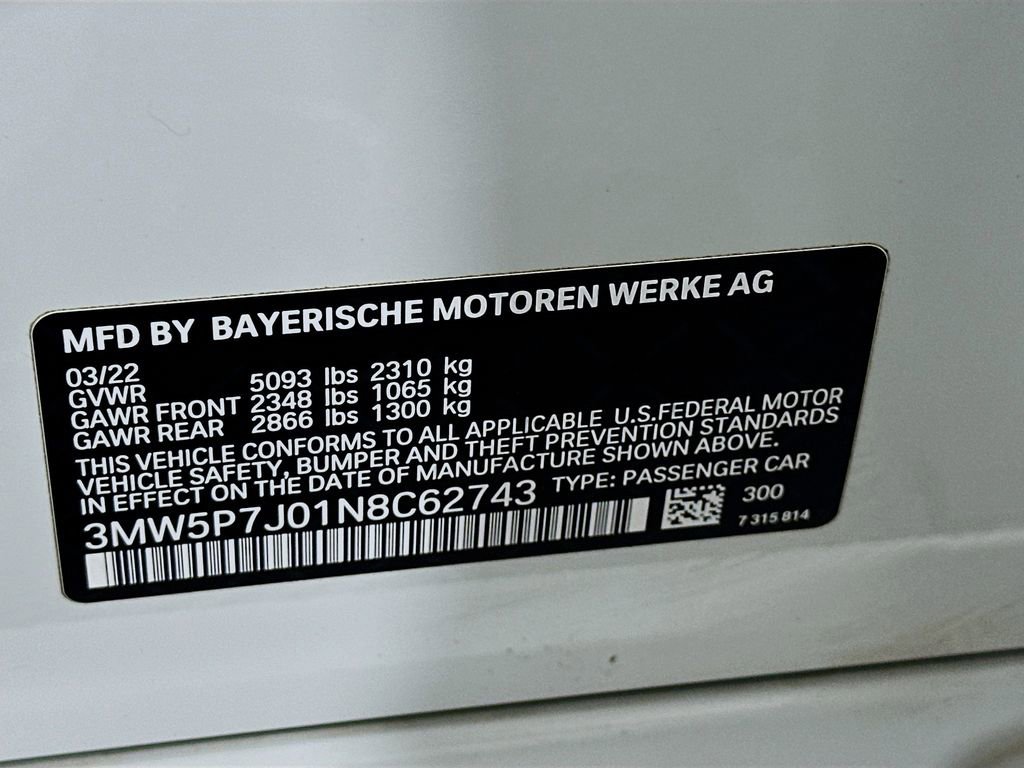 MFD BY BAYERISCHE MOTOREN WERKE AG
03/22
GVWR 5093 lbs 2310 kg
GAWR FRONT 2348 lbs 1065 kg
GAWR REAR 2866 lbs 1300 kg
THIS VEHICLE CONFORMS TO ALL APPLICABLE U.S.FEDERAL MOTOR
VEHICLE SAFETY, BUMPER AND THEFT PREVENTION STANDARDS
IN EFFECT ON THE DATE OF MANUFACTURE SHOWN ABOVE.
3MW5P7J01N8C62743 TYPE: PASSENGER CAR
300
7 315 814